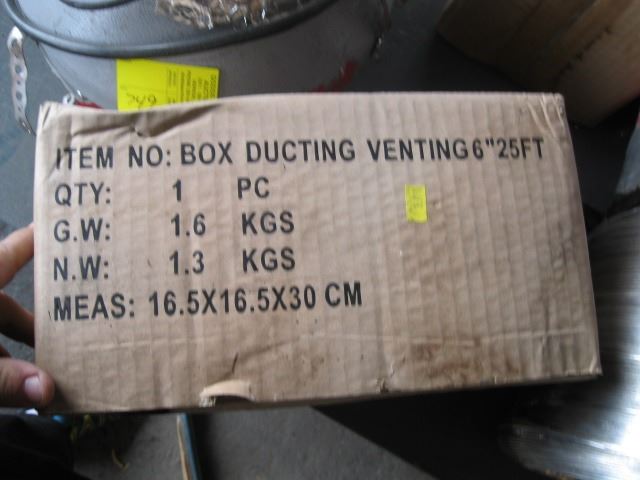 ITEM NO: BOX DUCTING VENTING 6"25FT
QTY: 1 PC
G.W: 1.6 KGS
N.W: 1.3 KGS
MEAS: 16.5X16.5X30 CM